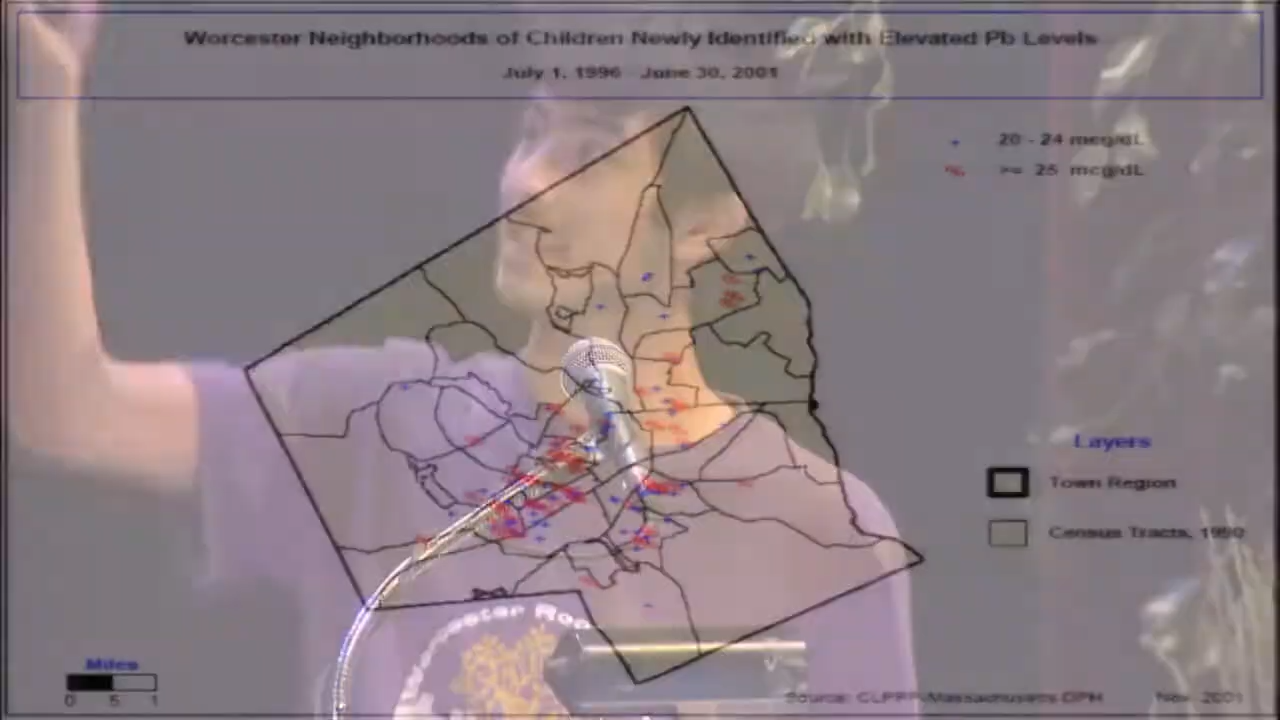 Worcester Neighborhoods of Children Newly Identified with Elevated Pb Levels
July 1, 1996 - June 30, 2001
20 - 24 mcg/dL
>= 25 mcg/dL
Layers
Town Region
Census Tracts, 1990
Worcester Roo
Miles
0 .5 1
Source: CLPPP-Massachusetts DPH Nov. 2001